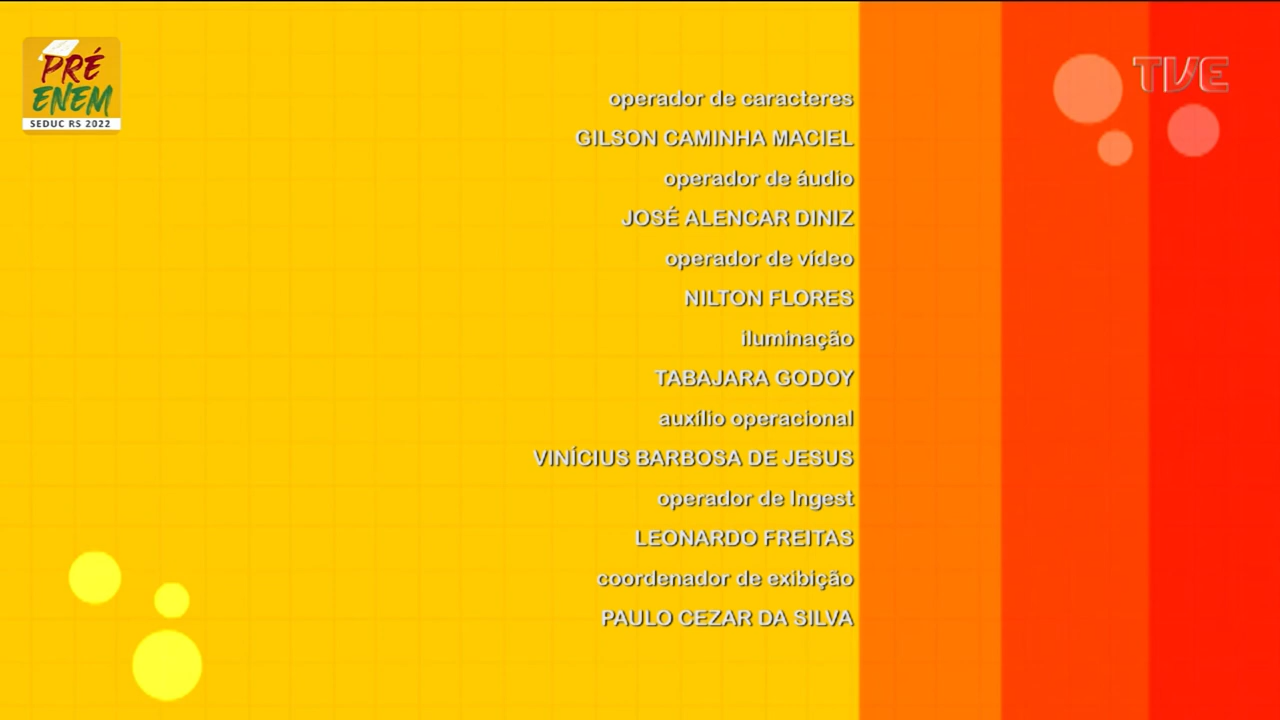 PRÉ
ENEM
SEDUC RS 2022
TVE
operador de caracteres
GILSON CAMINHA MACIEL
operador de áudio
JOSÉ ALENCAR DINIZ
operador de vídeo
NILTON FLORES
iluminação
TABAJARA GODOY
auxílio operacional
VINÍCIUS BARBOSA DE JESUS
operador de Ingest
LEONARDO FREITAS
coordenador de exibição
PAULO CEZAR DA SILVA